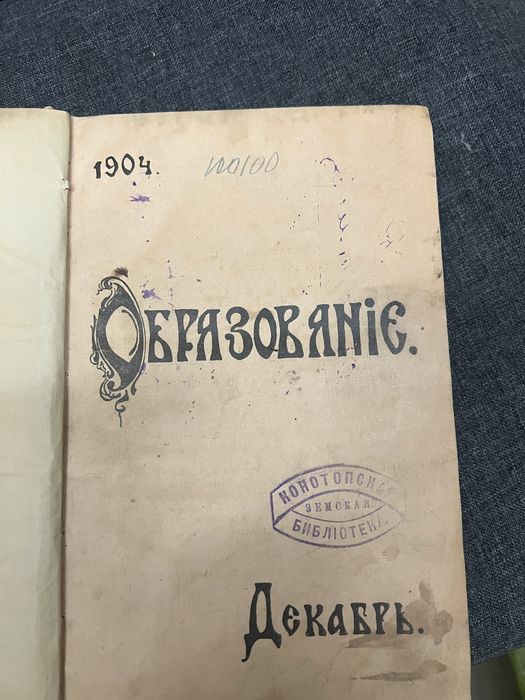 1904.
Образованіе.
КОНОТОПСКАЯ
ЗЕМСКАЯ
БИБЛІОТЕКА
Декабрь.